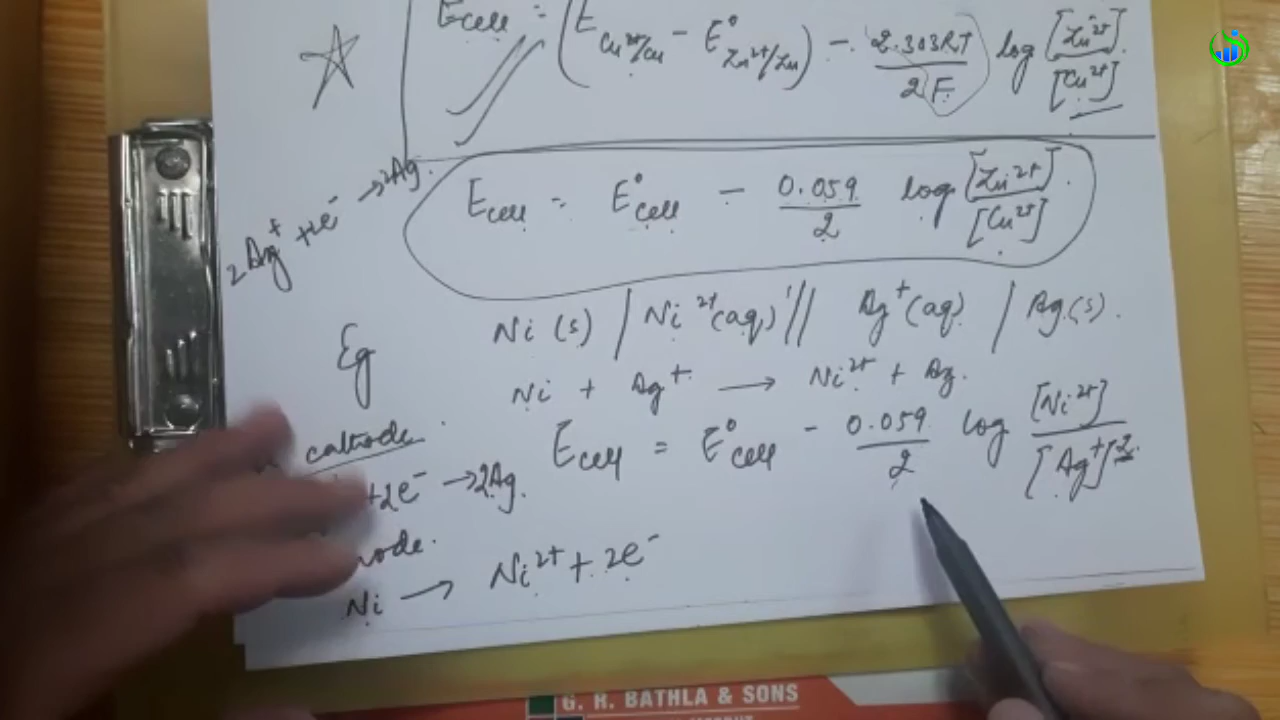 Ecell = (E Cu²⁺/Cu − E° Zn²⁺/Zn) − 2.303RT/2F log [Zn²⁺]/[Cu²⁺]
Ecell = E°cell − 0.059/2 log [Zn²⁺]/[Cu²⁺]
2Ag⁺ + 2e⁻ → 2Ag.
Eg
Ni (s) | Ni²⁺(aq) || Ag⁺(aq) | Ag(s).
Ni + Ag⁺ → Ni²⁺ + Ag.
cathode.
Ecell = E°cell − 0.059/2 log [Ni²⁺]/[Ag⁺]²
+2e⁻ → 2Ag.
Ni → Ni²⁺ + 2e⁻
G. R. BATHLA & SONS